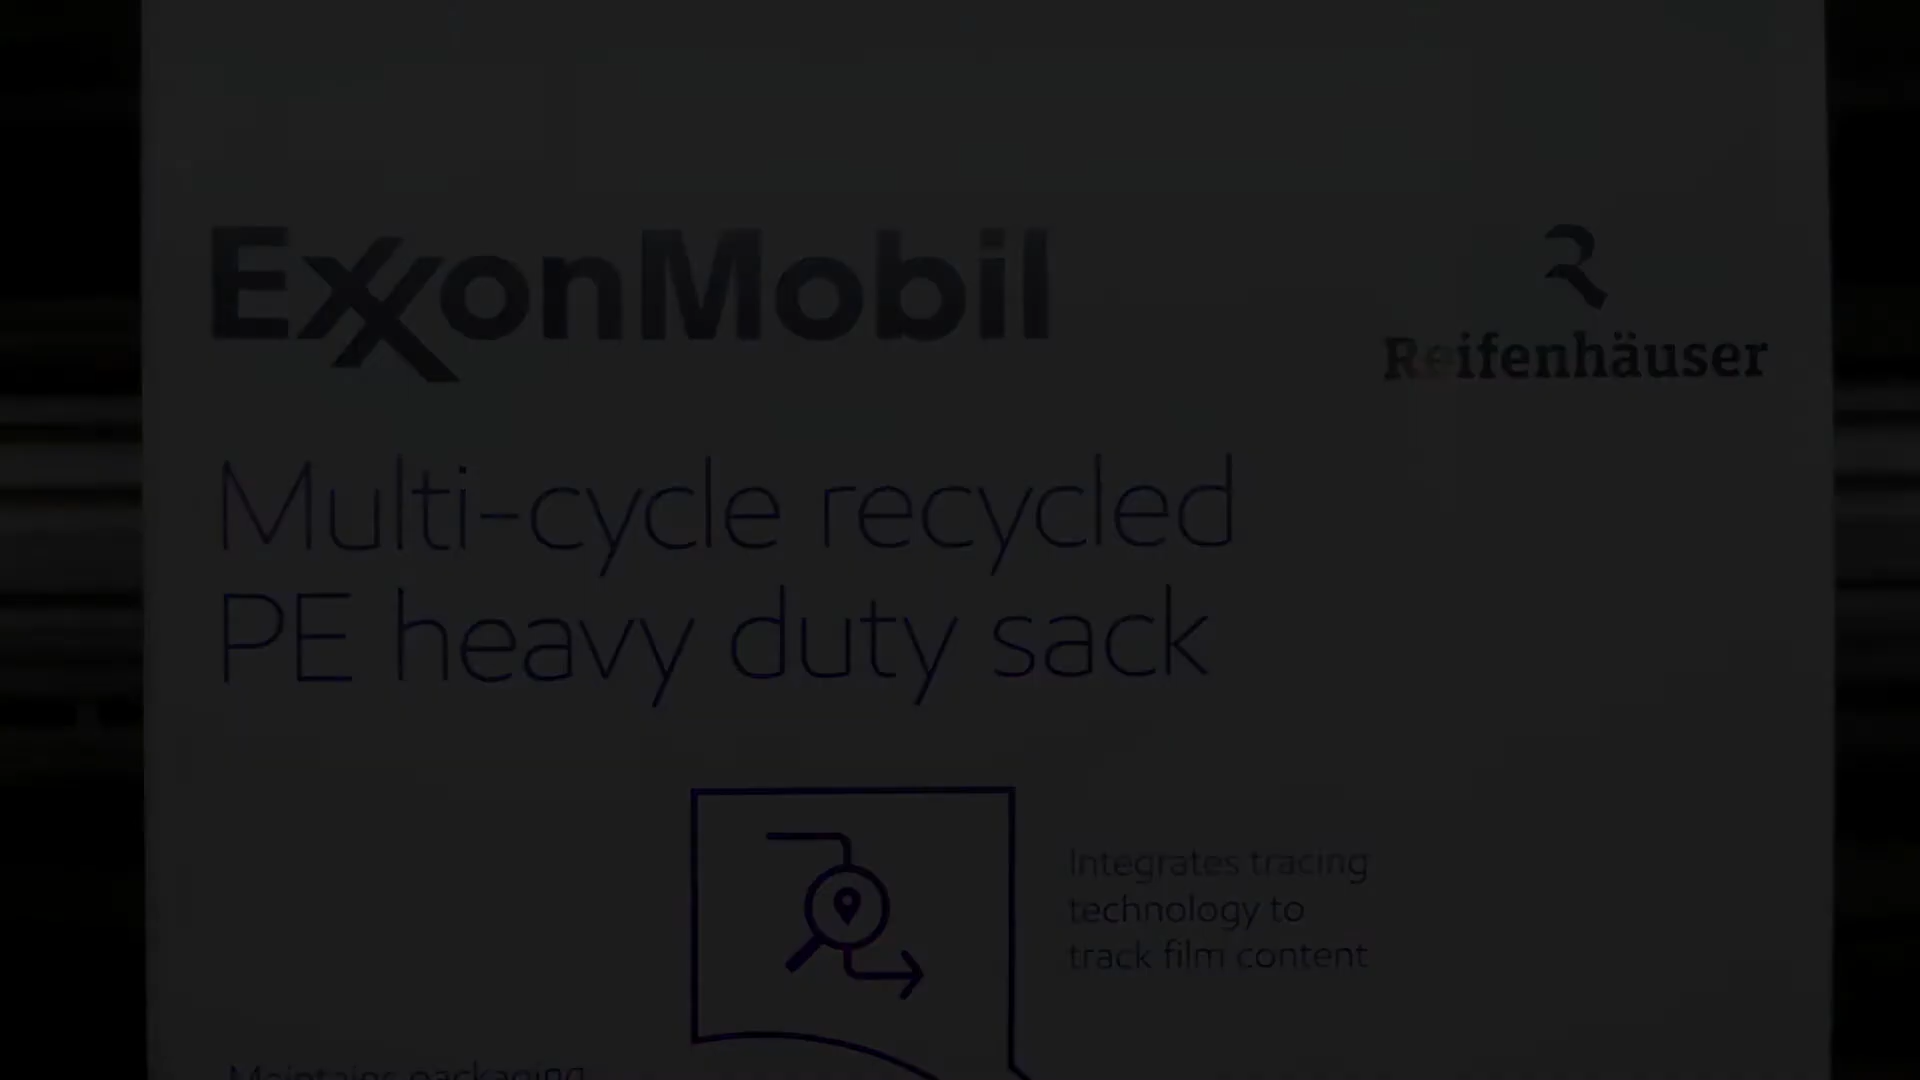 ExxonMobil
Reifenhäuser
Multi-cycle recycled
PE heavy duty sack
Integrates tracing
technology to
track film content
Maintains packaging